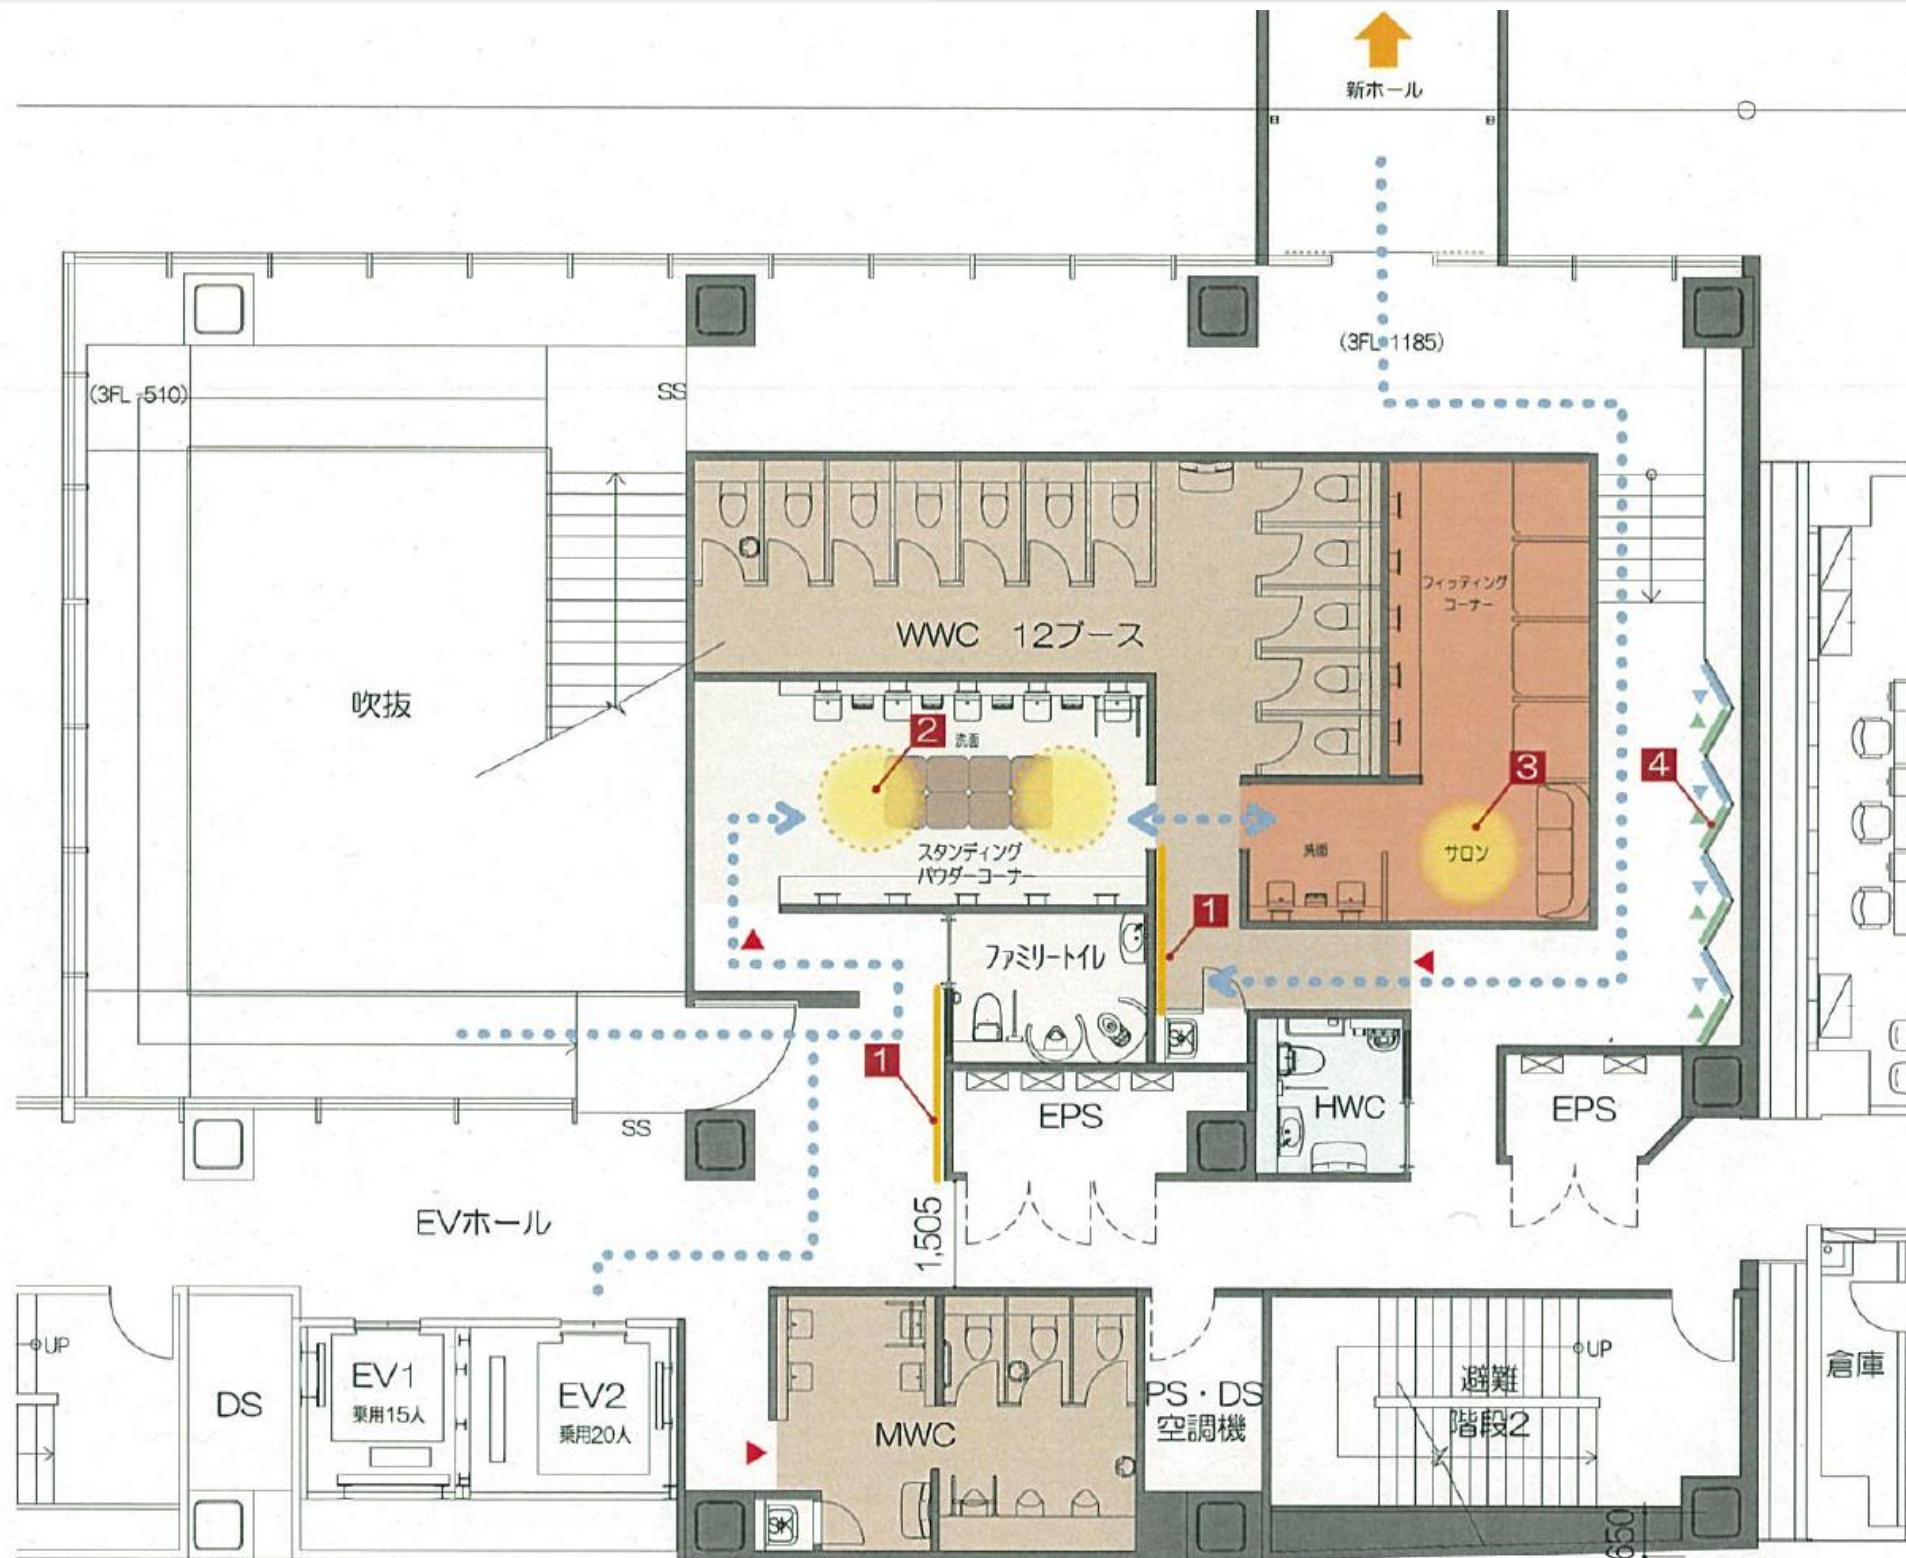 新ホール
(3FL-1185)
(3FL-510)
SS
フィッティング
コーナー
WWC 12ブース
吹抜
2
洗面
3
4
スタンディング
パウダーコーナー
洗面
サロン
1
ファミリートイレ
1
EPS
HWC
EPS
SS
EVホール
1,505
UP
DS
EV1
乗用15人
EV2
乗用20人
MWC
PS・DS
空調機
UP
避難
階段2
倉庫
SK
650